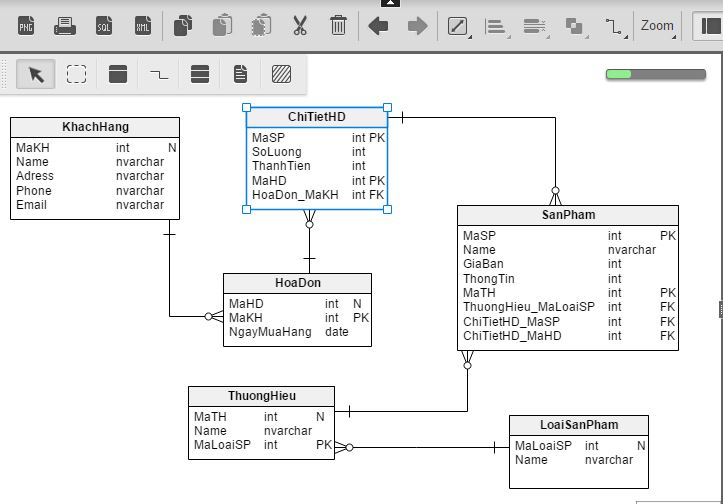 PNG
SQL
XML
Zoom
KhachHang
MaKH int N
Name nvarchar
Adress nvarchar
Phone nvarchar
Email nvarchar
ChiTietHD
MaSP int PK
SoLuong int
ThanhTien int
MaHD int PK
HoaDon_MaKH int FK
SanPham
MaSP int PK
Name nvarchar
GiaBan int
ThongTin int
MaTH int PK
ThuongHieu_MaLoaiSP int FK
ChiTietHD_MaSP int FK
ChiTietHD_MaHD int FK
HoaDon
MaHD int N
MaKH int PK
NgayMuaHang date
ThuongHieu
MaTH int N
Name nvarchar
MaLoaiSP int PK
LoaiSanPham
MaLoaiSP int N
Name nvarchar